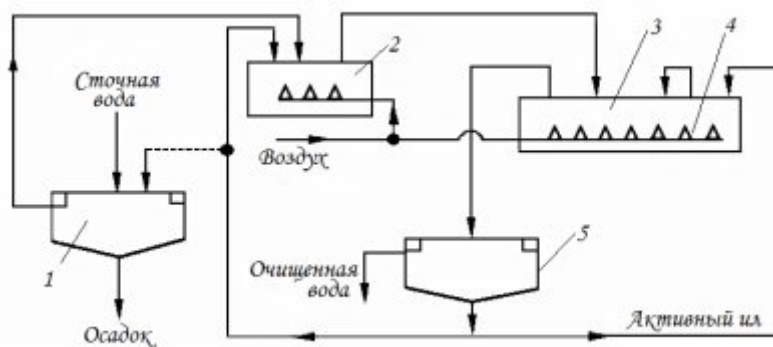 2
3
4
Сточная
вода
Воздух
1
5
Очищенная
вода
Осадок
Активный ил